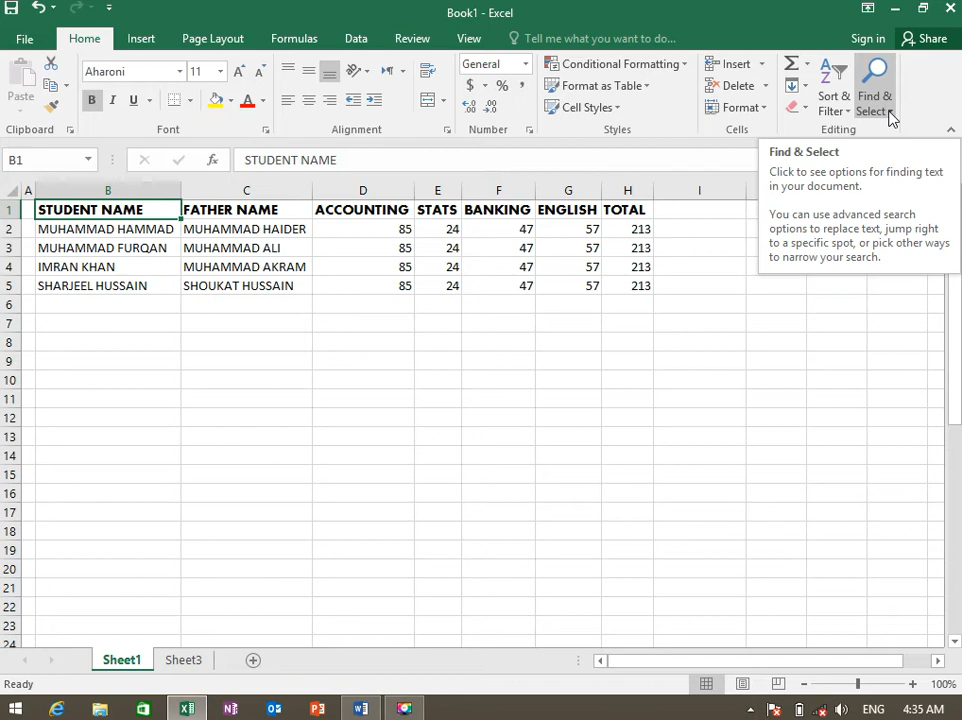 Book1 - Excel
File Home Insert Page Layout Formulas Data Review View Tell me what you want to do... Sign in Share
Paste
Aharoni 11
B I U A
General
$ % ,
Conditional Formatting
Format as Table
Cell Styles
Insert
Delete
Format
Sort & Filter
Find & Select
Clipboard Font Alignment Number Styles Cells Editing
B1 fx STUDENT NAME
Find & Select
Click to see options for finding text
in your document.
You can use advanced search
options to replace text, jump right
to a specific spot, or pick other ways
to narrow your search.
A B C D E F G H I
1 STUDENT NAME FATHER NAME ACCOUNTING STATS BANKING ENGLISH TOTAL
2 MUHAMMAD HAMMAD MUHAMMAD HAIDER 85 24 47 57 213
3 MUHAMMAD FURQAN MUHAMMAD ALI 85 24 47 57 213
4 IMRAN KHAN MUHAMMAD AKRAM 85 24 47 57 213
5 SHARJEEL HUSSAIN SHOUKAT HUSSAIN 85 24 47 57 213
6
7
8
9
10
11
12
13
14
15
16
17
18
19
20
21
22
23
24
Sheet1 Sheet3
Ready 100%
ENG 4:35 AM